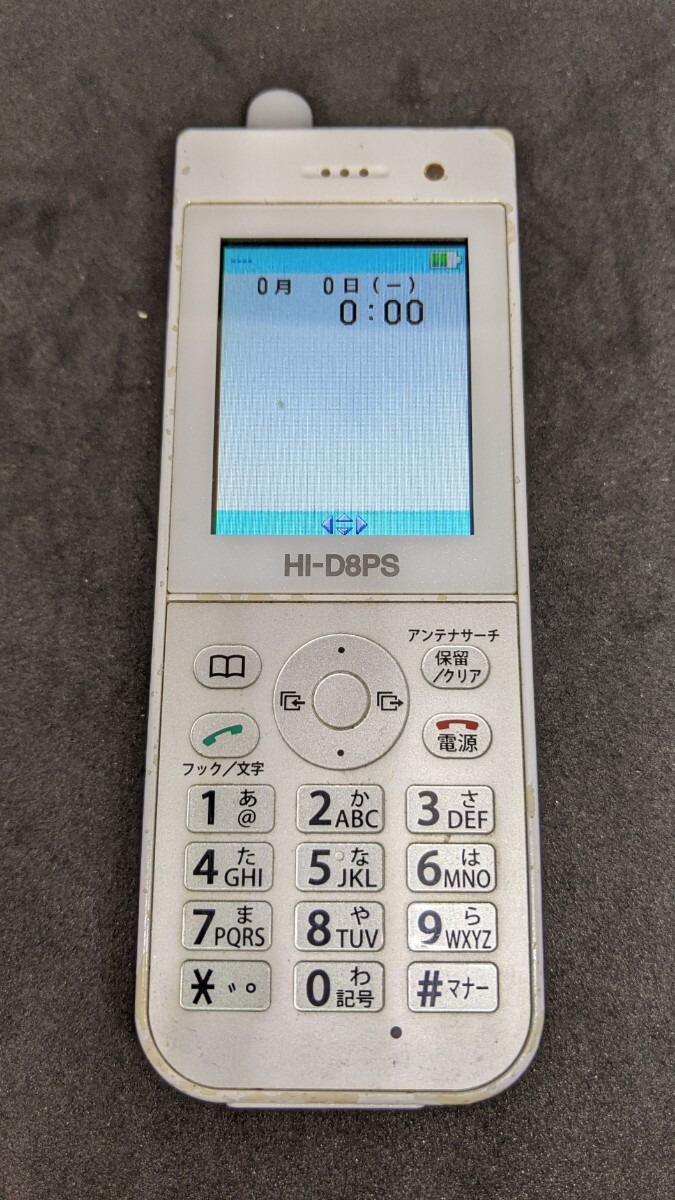 0月 0日(一)
0:00
HI-D8PS
アンテナサーチ
保留
/クリア
電源
フック/文字
1 あ @
2 か ABC
3 さ DEF
4 た GHI
5 な JKL
6 は MNO
7 ま PQRS
8 や TUV
9 ら WXYZ
* ゛゜
0 わ 記号
# マナー